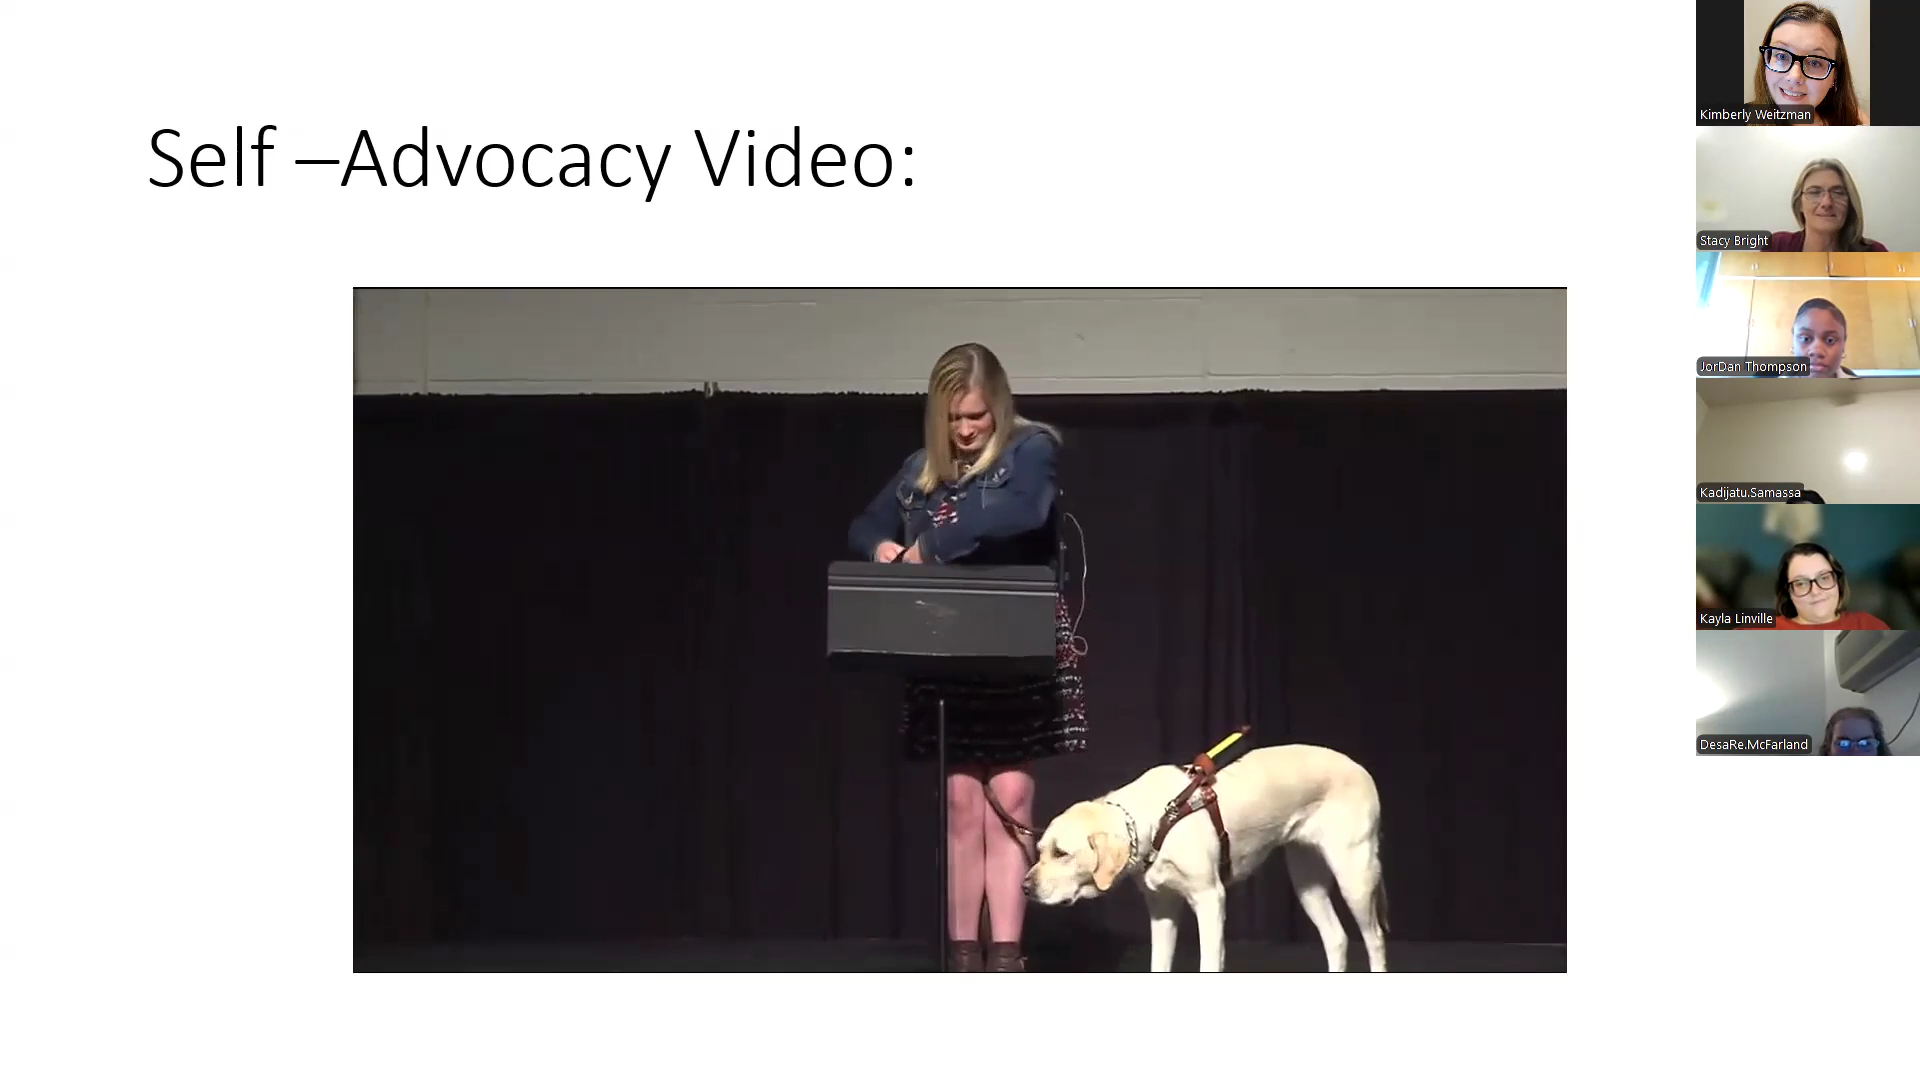 Self –Advocacy Video:
Kimberly Weitzman
Stacy Bright
JorDan Thompson
Kadijatu.Samassa
Kayla Linville
DesaRe.McFarland